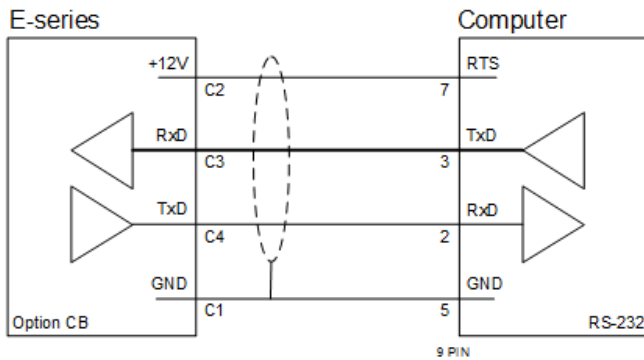 E-series
Computer
+12V
RTS
C2
7
RxD
TxD
C3
3
TxD
RxD
C4
2
GND
GND
C1
5
Option CB
RS-232
9 PIN